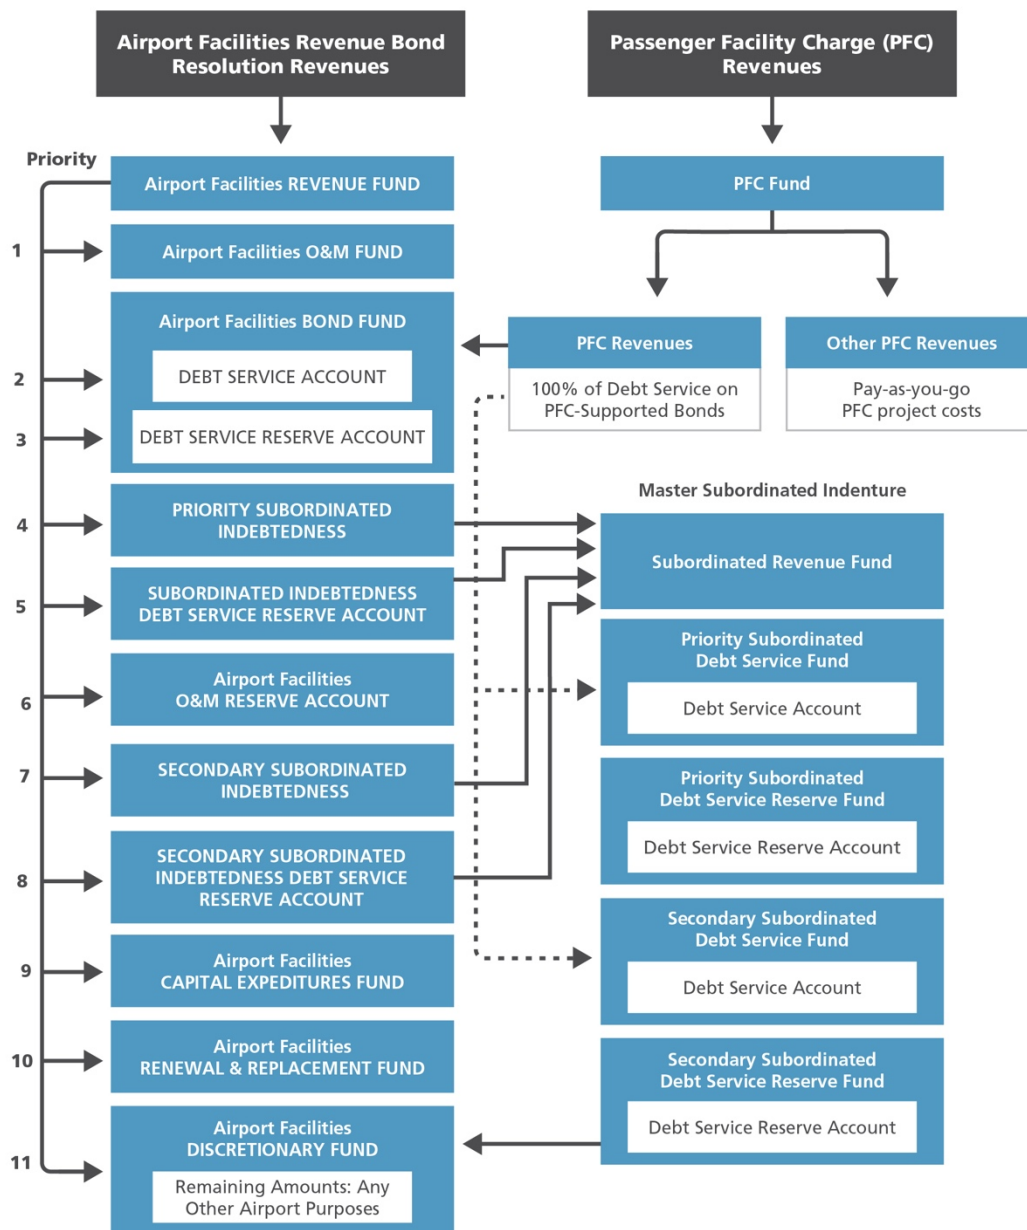 Airport Facilities Revenue Bond
Resolution Revenues
Passenger Facility Charge (PFC)
Revenues
Priority
Airport Facilities REVENUE FUND
PFC Fund
1
Airport Facilities O&M FUND
Airport Facilities BOND FUND
2
DEBT SERVICE ACCOUNT
3
DEBT SERVICE RESERVE ACCOUNT
PFC Revenues
100% of Debt Service on
PFC-Supported Bonds
Other PFC Revenues
Pay-as-you-go
PFC project costs
4
PRIORITY SUBORDINATED
INDEBTEDNESS
5
SUBORDINATED INDEBTEDNESS
DEBT SERVICE RESERVE ACCOUNT
6
Airport Facilities
O&M RESERVE ACCOUNT
7
SECONDARY SUBORDINATED
INDEBTEDNESS
8
SECONDARY SUBORDINATED
INDEBTEDNESS DEBT SERVICE
RESERVE ACCOUNT
9
Airport Facilities
CAPITAL EXPEDITURES FUND
10
Airport Facilities
RENEWAL & REPLACEMENT FUND
11
Airport Facilities
DISCRETIONARY FUND
Remaining Amounts: Any
Other Airport Purposes
Master Subordinated Indenture
Subordinated Revenue Fund
Priority Subordinated
Debt Service Fund
Debt Service Account
Priority Subordinated
Debt Service Reserve Fund
Debt Service Reserve Account
Secondary Subordinated
Debt Service Fund
Debt Service Account
Secondary Subordinated
Debt Service Reserve Fund
Debt Service Reserve Account